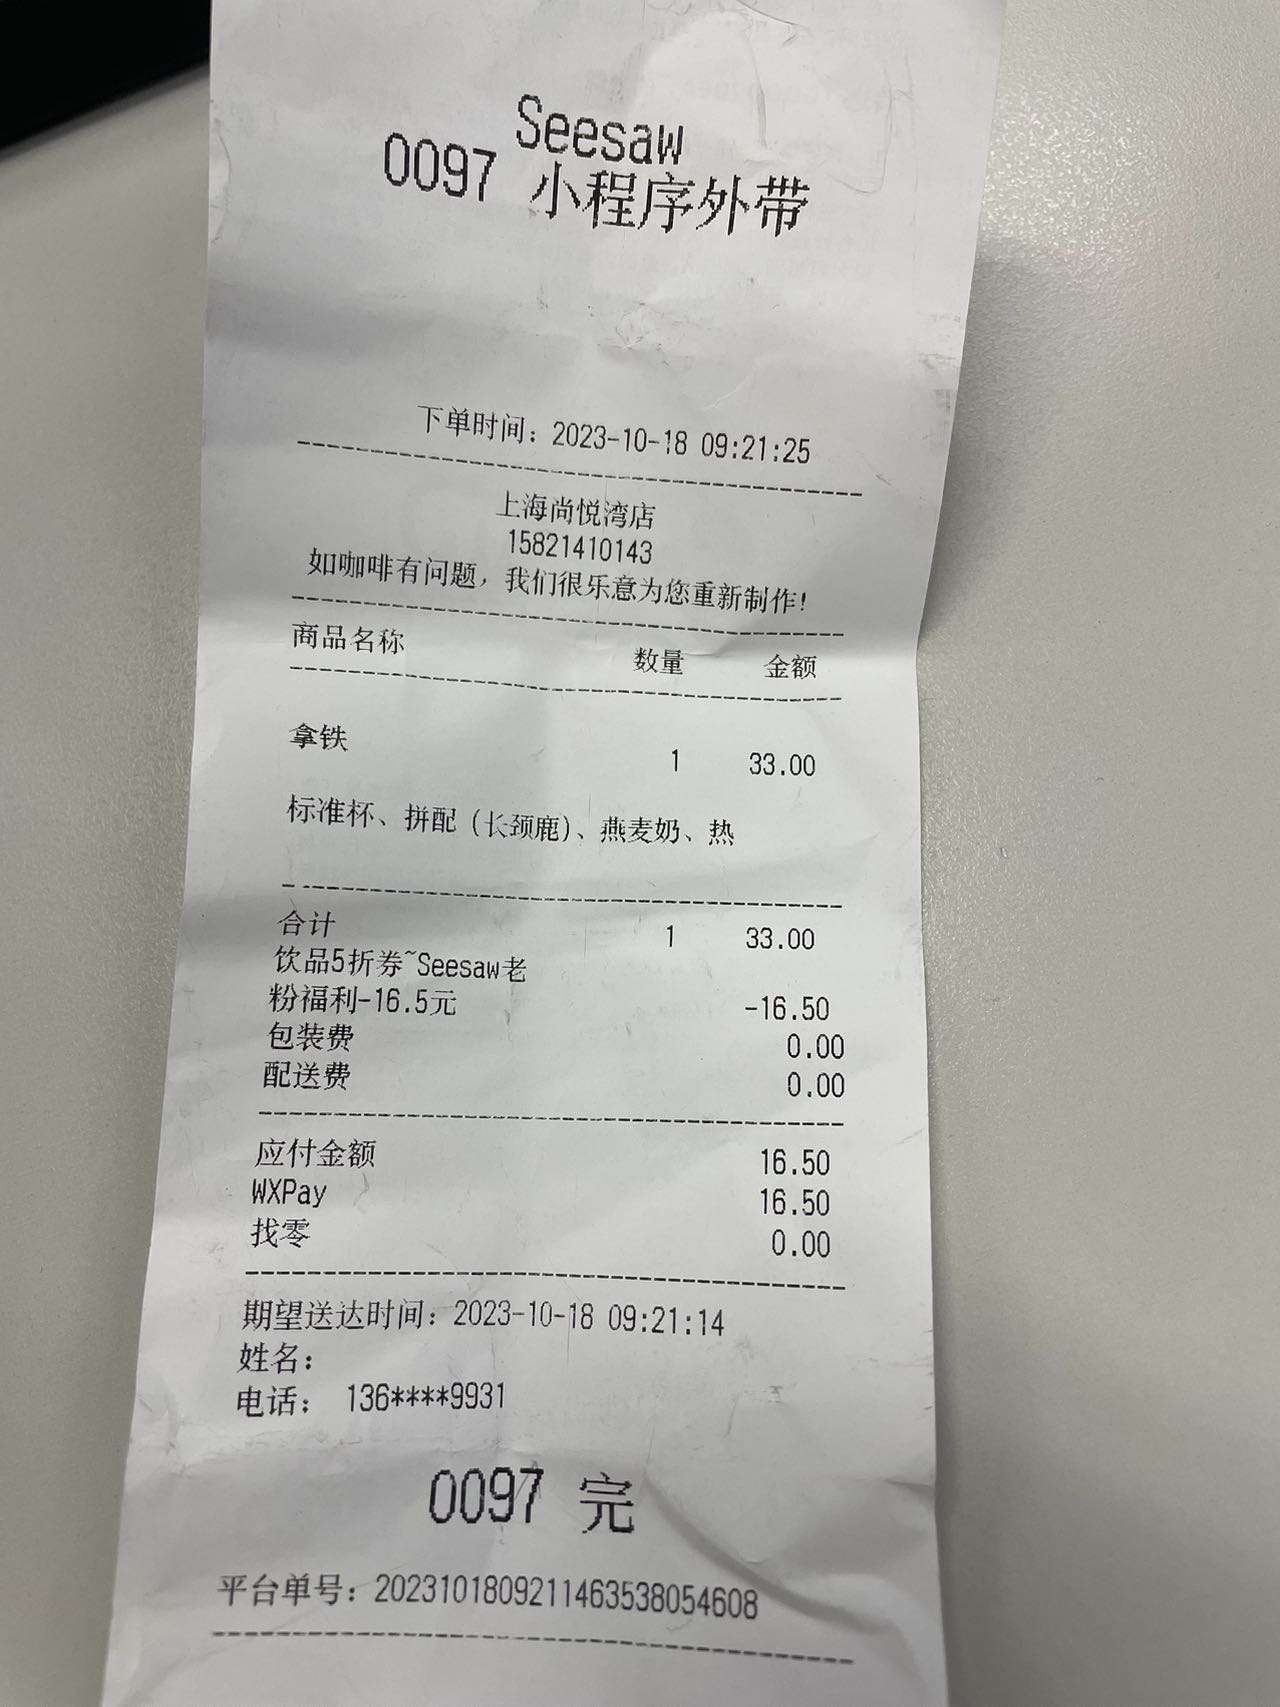 Seesaw
0097 小程序外带
下单时间：2023-10-18 09:21:25
上海尚悦湾店
15821410143
如咖啡有问题，我们很乐意为您重新制作！
商品名称 数量 金额
拿铁 1 33.00
标准杯、拼配（长颈鹿）、燕麦奶、热
合计 1 33.00
饮品5折券~Seesaw老
粉福利-16.5元 -16.50
包装费 0.00
配送费 0.00
应付金额 16.50
WXPay 16.50
找零 0.00
期望送达时间：2023-10-18 09:21:14
姓名：
电话： 136****9931
0097 完
平台单号：2023101809211463538054608